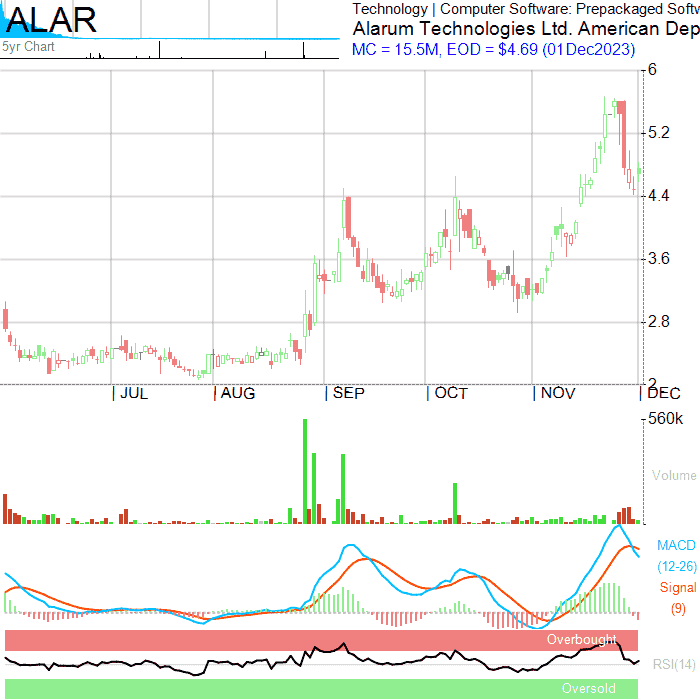 ALAR
5yr Chart
Technology | Computer Software: Prepackaged Softw
Alarum Technologies Ltd. American Dep
MC = 15.5M, EOD = $4.69 (01Dec2023)
6
5.2
4.4
3.6
2.8
2
| JUL | AUG | SEP | OCT | NOV | DEC
560k
Volume
MACD
(12-26)
Signal
(9)
Overbought
RSI(14)
Oversold